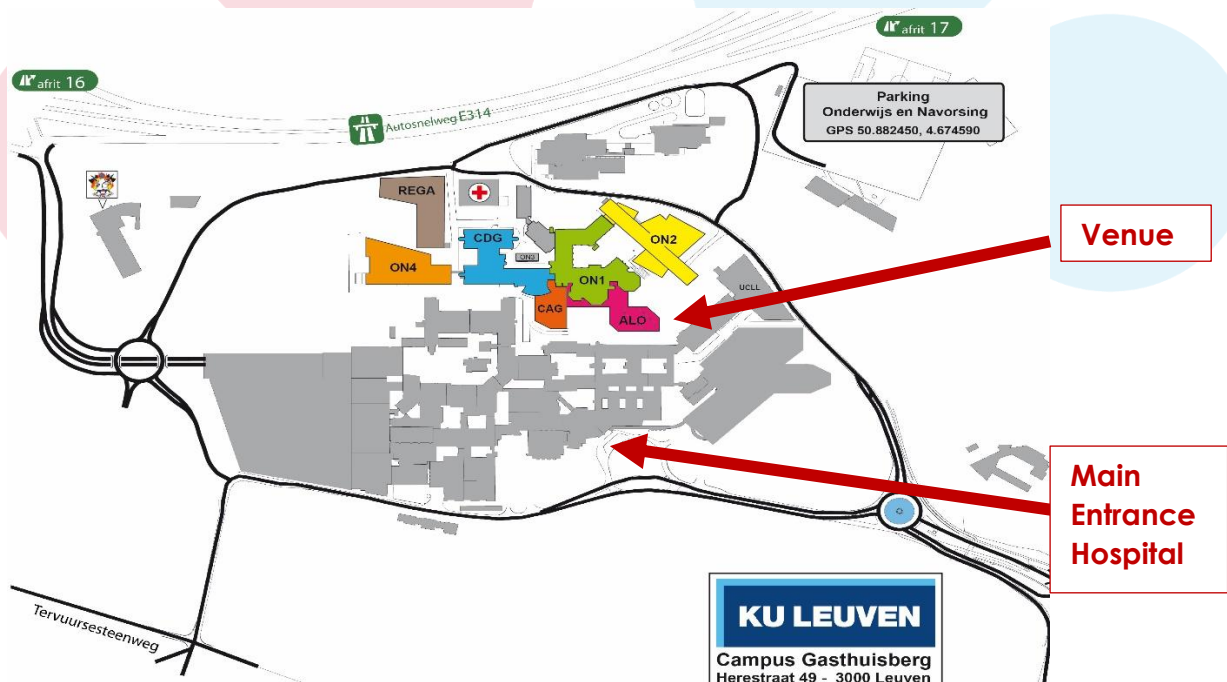 afrit 17
afrit 16
Autosnelweg E314
Parking
Onderwijs en Navorsing
GPS 50.882450, 4.674590
REGA
CDG
ON2
ON3
ON4
ON1
UCLL
CAG
ALO
Venue
Main
Entrance
Hospital
Tervuursesteenweg
KU LEUVEN
Campus Gasthuisberg
Herestraat 49 - 3000 Leuven